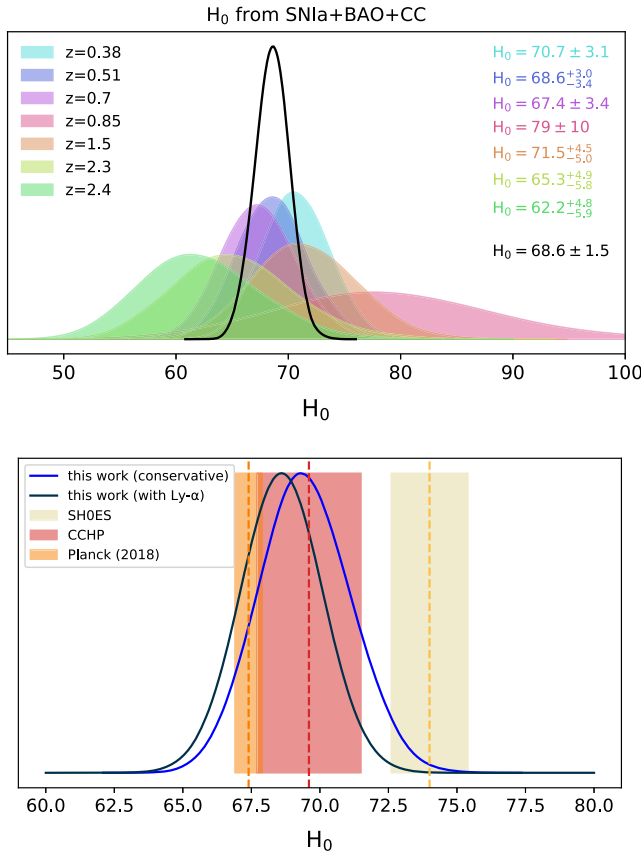 H₀ from SNIa+BAO+CC
z=0.38
z=0.51
z=0.7
z=0.85
z=1.5
z=2.3
z=2.4
H₀ = 70.7 ± 3.1
H₀ = 68.6 +3.0 −3.4
H₀ = 67.4 ± 3.4
H₀ = 79 ± 10
H₀ = 71.5 +4.5 −5.0
H₀ = 65.3 +4.9 −5.8
H₀ = 62.2 +4.8 −5.9
H₀ = 68.6 ± 1.5
50 60 70 80 90 100
H₀
this work (conservative)
this work (with Ly-α)
SH0ES
CCHP
Planck (2018)
60.0 62.5 65.0 67.5 70.0 72.5 75.0 77.5 80.0
H₀